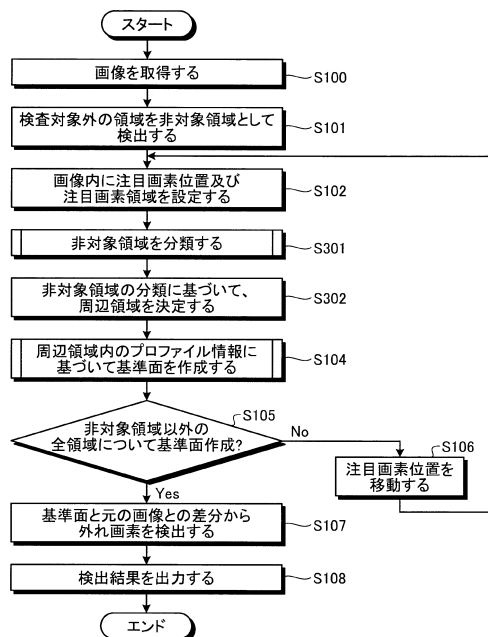 スタート
画像を取得する
S100
検査対象外の領域を非対象領域として
検出する
S101
画像内に注目画素位置及び
注目画素領域を設定する
S102
非対象領域を分類する
S301
非対象領域の分類に基づいて、
周辺領域を決定する
S302
周辺領域内のプロファイル情報に
基づいて基準面を作成する
S104
非対象領域以外の
全領域について基準面作成?
S105
No
S106
注目画素位置を
移動する
Yes
基準面と元の画像との差分から
外れ画素を検出する
S107
検出結果を出力する
S108
エンド